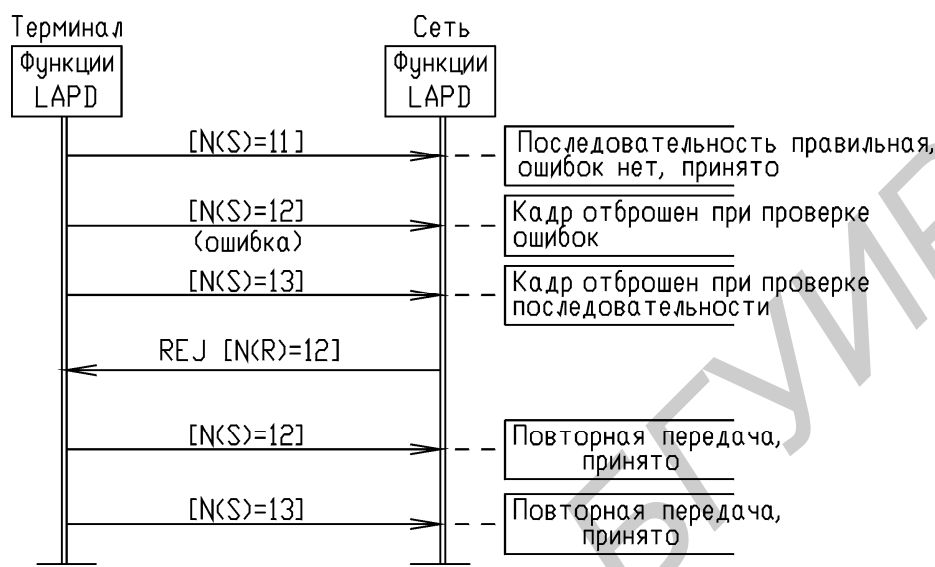 Терминал
Сеть
Функции
LAPD
Функции
LAPD
[N(S)=11]
Последовательность правильная,
ошибок нет, принято
[N(S)=12]
(ошибка)
Кадр отброшен при проверке
ошибок
[N(S)=13]
Кадр отброшен при проверке
последовательности
REJ [N(R)=12]
[N(S)=12]
Повторная передача,
принято
[N(S)=13]
Повторная передача,
принято
БГУИР